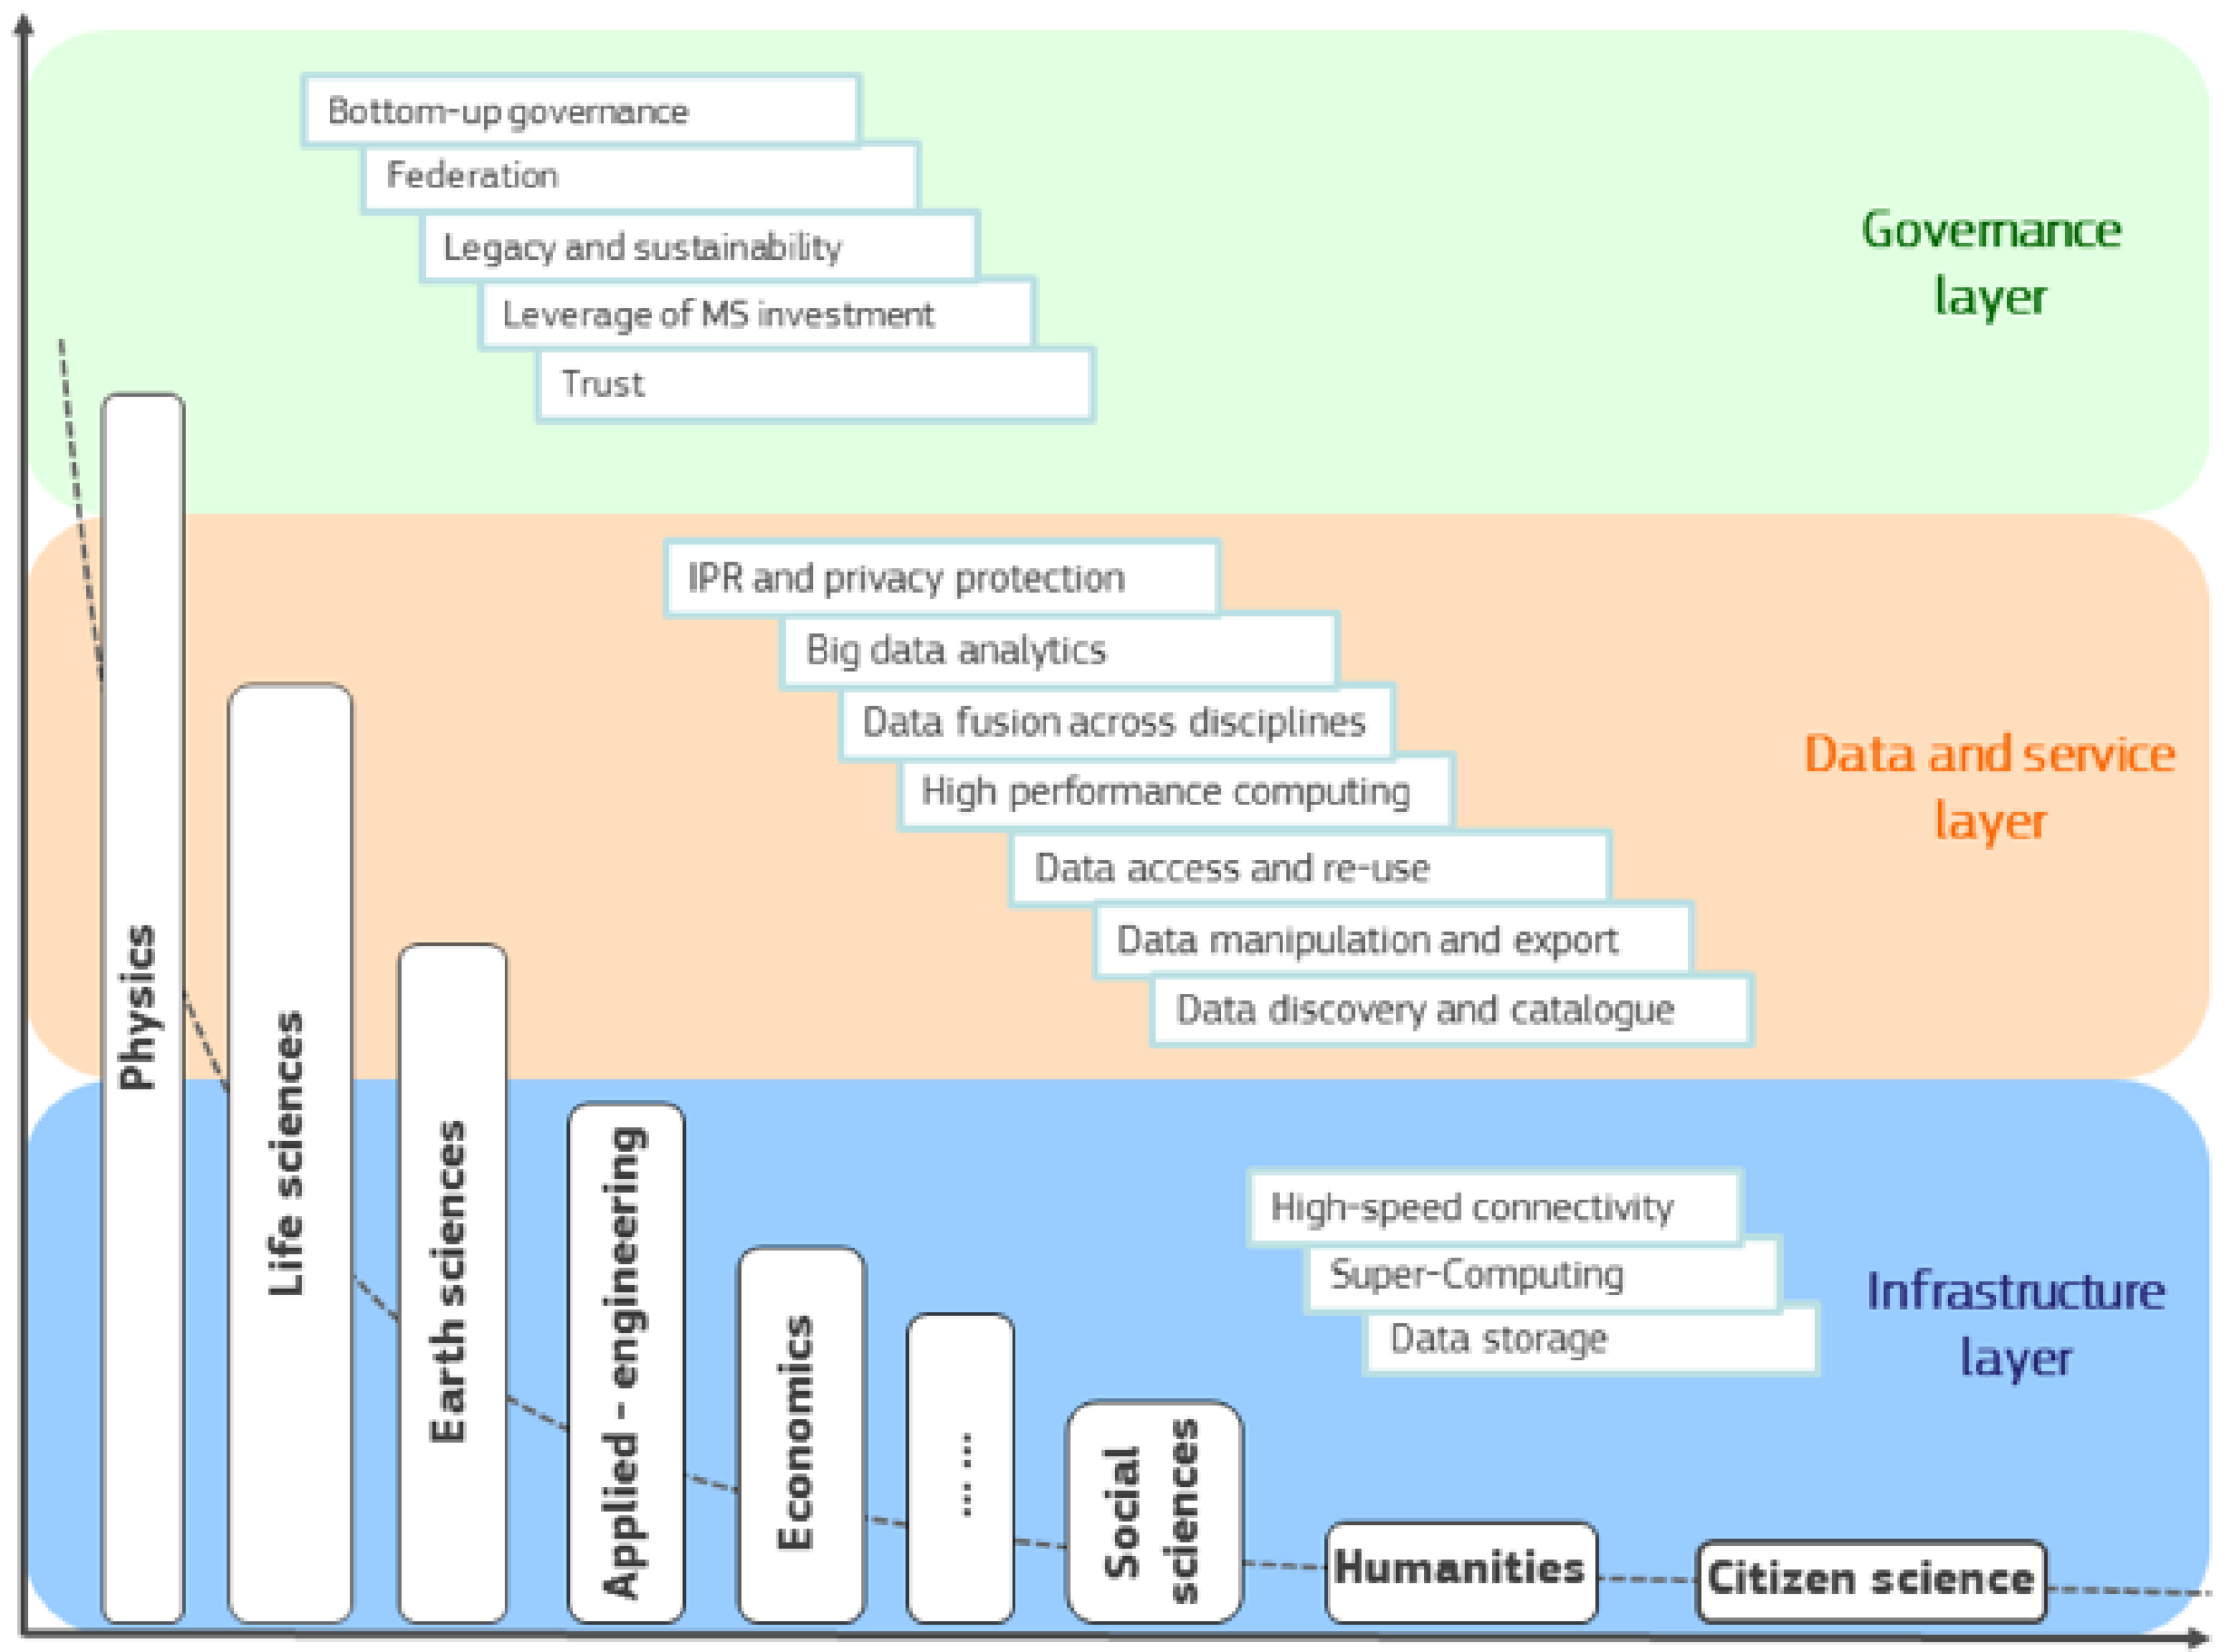 Bottom-up governance
Federation
Legacy and sustainability
Leverage of MS investment
Trust
Governance
layer
IPR and privacy protection
Big data analytics
Data fusion across disciplines
High performance computing
Data access and re-use
Data manipulation and export
Data discovery and catalogue
Data and service
layer
High-speed connectivity
Super-Computing
Data storage
Infrastructure
layer
Physics
Life sciences
Earth sciences
Applied - engineering
Economics
... ...
Social
sciences
Humanities
Citizen science